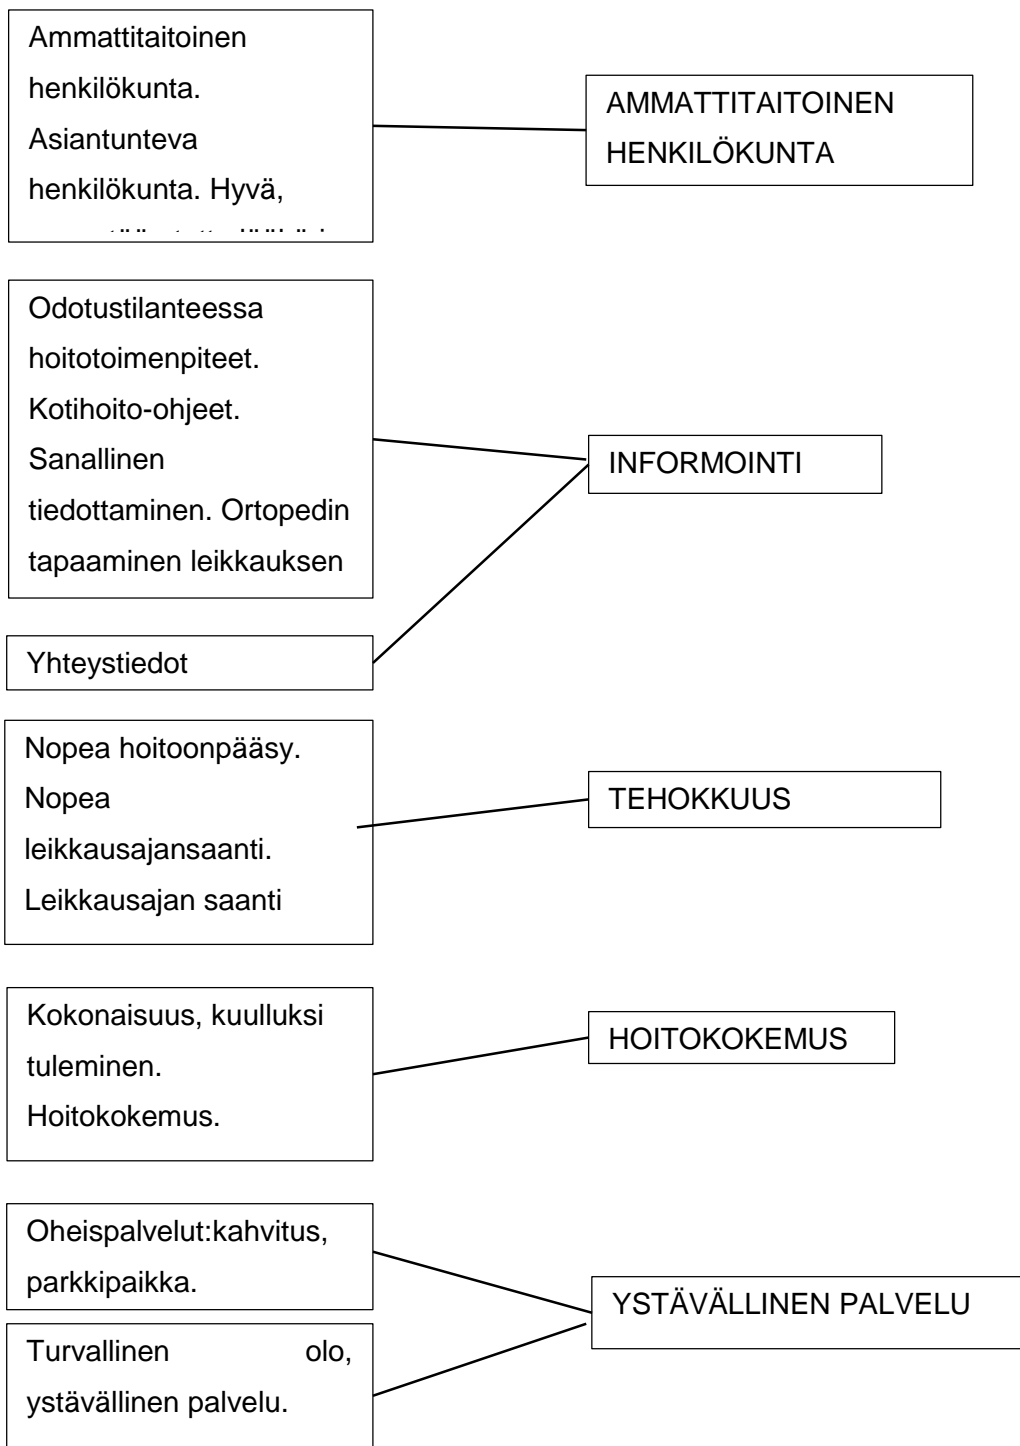 Ammattitaitoinen
henkilökunta.
Asiantunteva
henkilökunta. Hyvä,
AMMATTITAITOINEN
HENKILÖKUNTA
Odotustilanteessa
hoitotoimenpiteet.
Kotihoito-ohjeet.
Sanallinen
tiedottaminen. Ortopedin
tapaaminen leikkauksen
INFORMOINTI
Yhteystiedot
Nopea hoitoonpääsy.
Nopea
leikkausajansaanti.
Leikkausajan saanti
TEHOKKUUS
Kokonaisuus, kuulluksi
tuleminen.
Hoitokokemus.
HOITOKOKEMUS
Oheispalvelut:kahvitus,
parkkipaikka.
YSTÄVÄLLINEN PALVELU
Turvallinen olo,
ystävällinen palvelu.